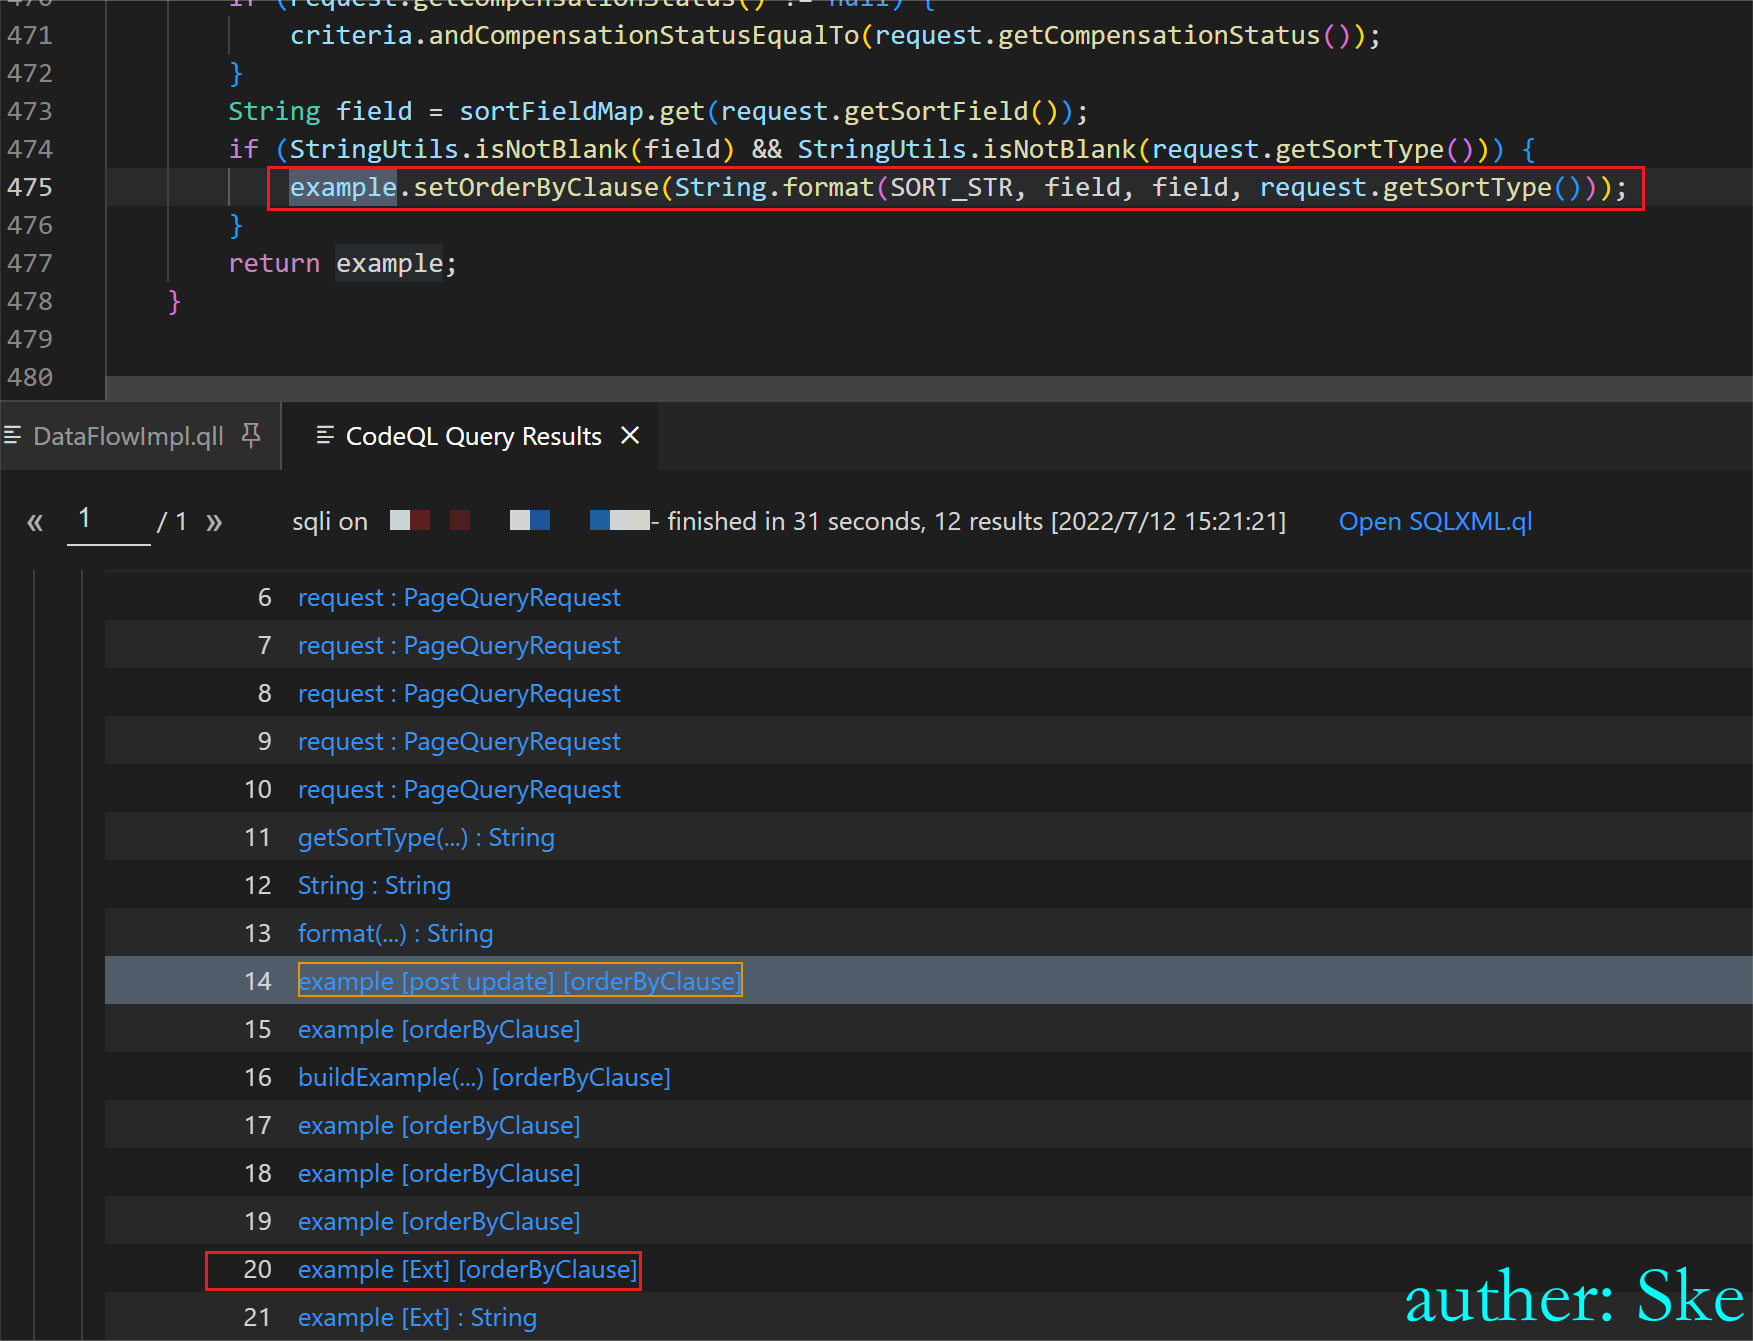 470 if (request.getCompensationStatus() != null) {
471 criteria.andCompensationStatusEqualTo(request.getCompensationStatus());
472 }
473 String field = sortFieldMap.get(request.getSortField());
474 if (StringUtils.isNotBlank(field) && StringUtils.isNotBlank(request.getSortType())) {
475 example.setOrderByClause(String.format(SORT_STR, field, field, request.getSortType()));
476 }
477 return example;
478 }
479
480
DataFlowImpl.qll CodeQL Query Results ×
« 1 / 1 » sqli on - finished in 31 seconds, 12 results [2022/7/12 15:21:21] Open SQLXML.ql
6 request : PageQueryRequest
7 request : PageQueryRequest
8 request : PageQueryRequest
9 request : PageQueryRequest
10 request : PageQueryRequest
11 getSortType(...) : String
12 String : String
13 format(...) : String
14 example [post update] [orderByClause]
15 example [orderByClause]
16 buildExample(...) [orderByClause]
17 example [orderByClause]
18 example [orderByClause]
19 example [orderByClause]
20 example [Ext] [orderByClause]
21 example [Ext] : String
auther: Ske